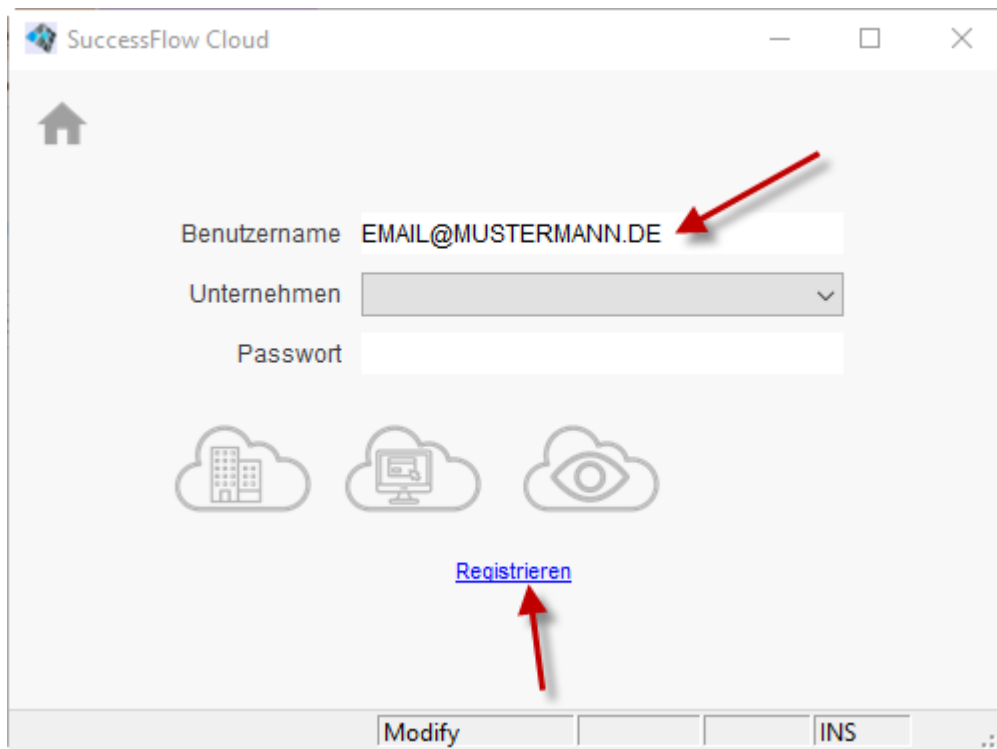 SuccessFlow Cloud
Benutzername EMAIL@MUSTERMANN.DE
Unternehmen
Passwort
Registrieren
Modify INS